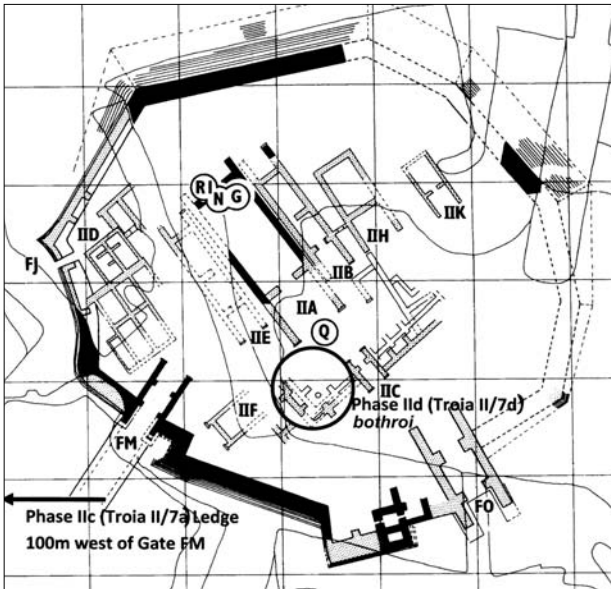 R I
N G
IID
IIK
IIH
FJ
IIB
IIA
Q
IIE
IIC
IIF
Phase IId (Troia II/7d)
bothroi
FM
FO
Phase IIc (Troia II/7a) Ledge
100m west of Gate FM